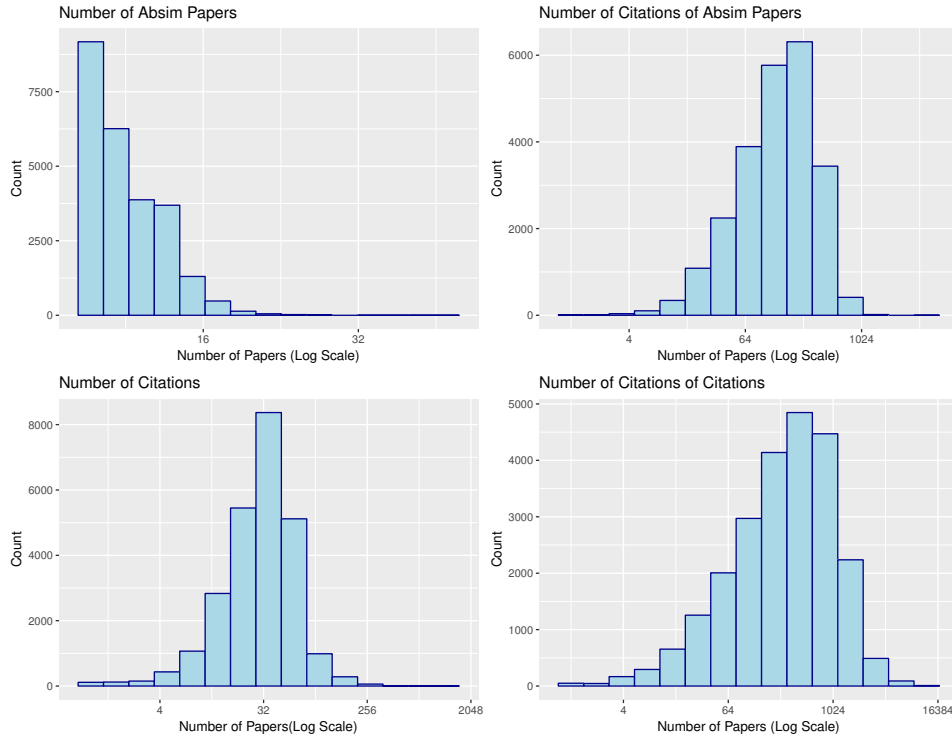 Number of Absim Papers
7500
5000
2500
0
Count
16
32
Number of Papers (Log Scale)
Number of Citations of Absim Papers
6000
4000
2000
0
Count
4
64
1024
Number of Papers (Log Scale)
Number of Citations
8000
6000
4000
2000
0
Count
4
32
256
2048
Number of Papers(Log Scale)
Number of Citations of Citations
5000
4000
3000
2000
1000
0
Count
4
64
1024
16384
Number of Papers (Log Scale)